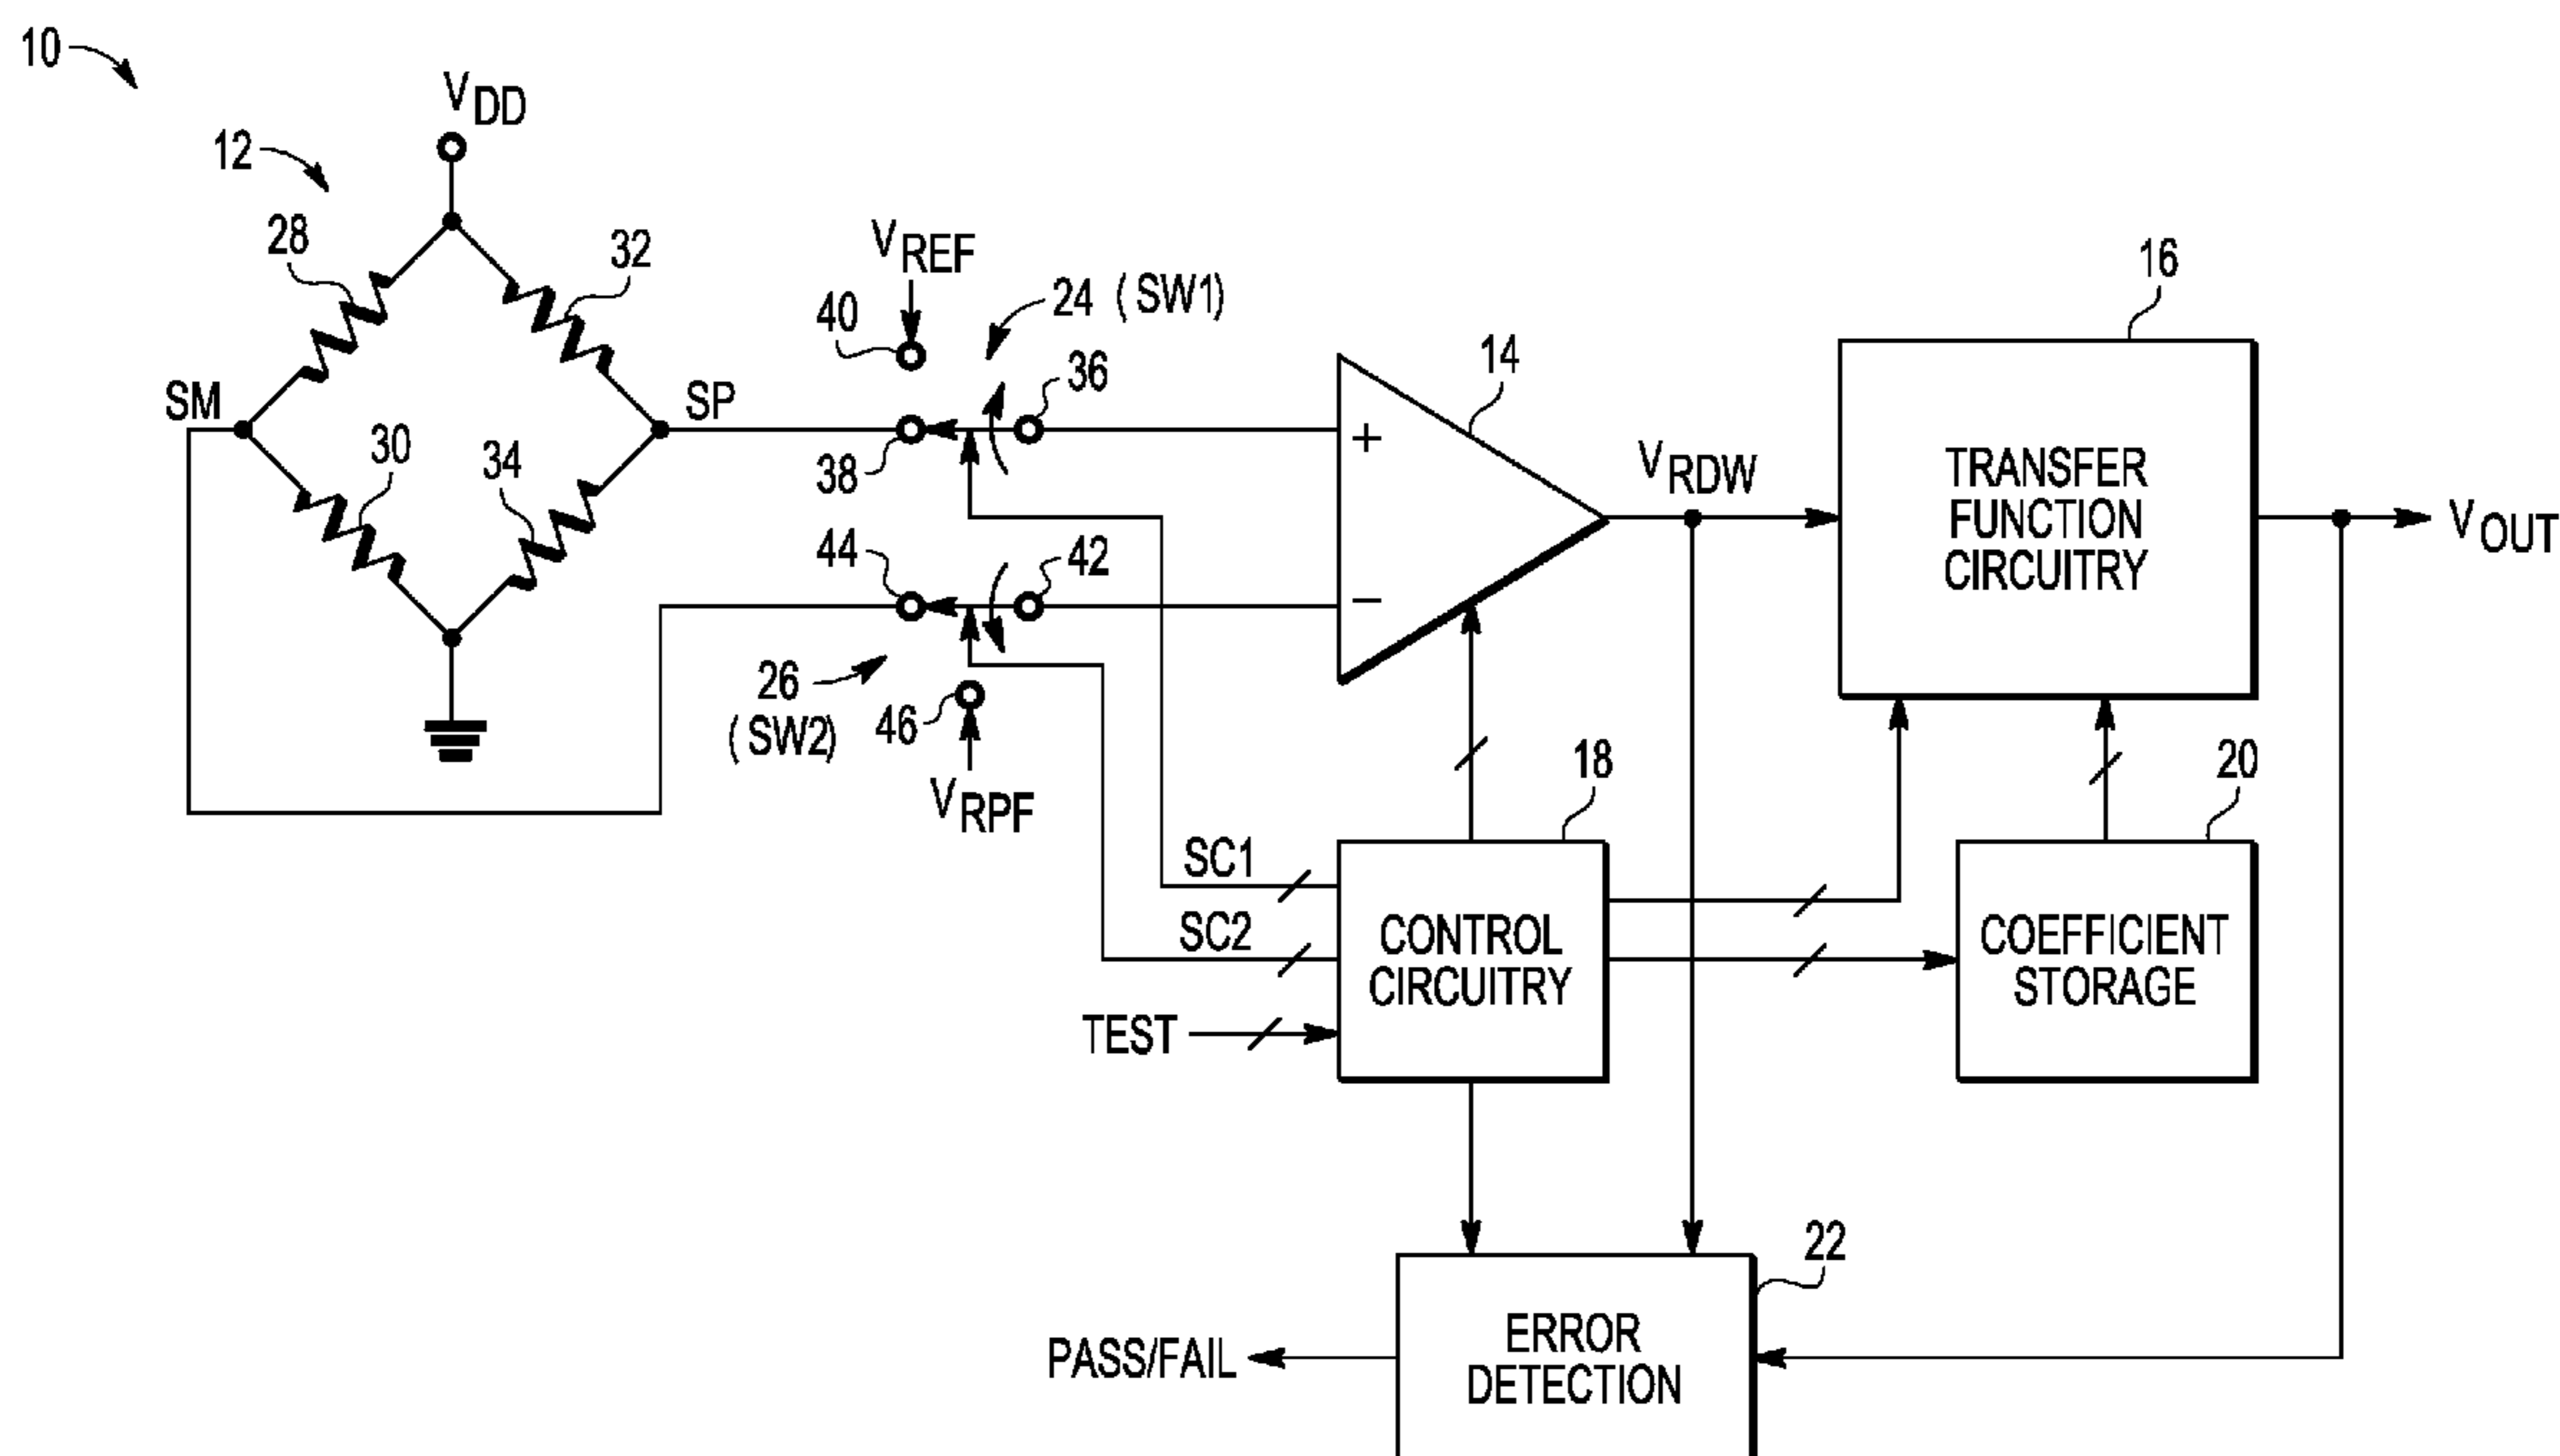 10
VDD
12
28
32
VREF
24 (SW1)
16
40
36
14
SM
SP
30
34
38
+
VRDW
TRANSFER
FUNCTION
CIRCUITRY
VOUT
44
42
−
26
(SW2)
46
VRPF
18
20
SC1
SC2
CONTROL
CIRCUITRY
COEFFICIENT
STORAGE
TEST
22
PASS/FAIL
ERROR
DETECTION